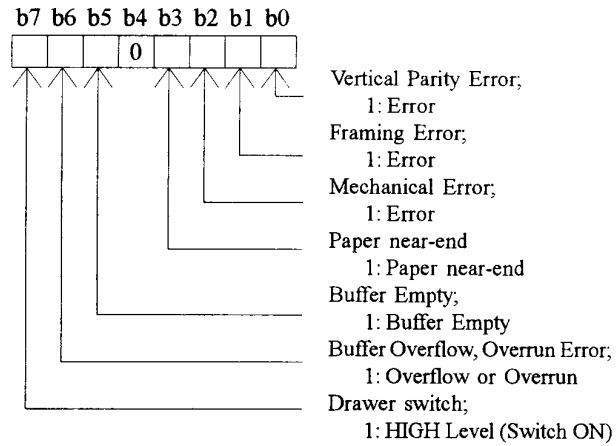 b7 b6 b5 b4 b3 b2 b1 b0
0
Vertical Parity Error;
1: Error
Framing Error;
1: Error
Mechanical Error;
1: Error
Paper near-end
1: Paper near-end
Buffer Empty;
1: Buffer Empty
Buffer Overflow, Overrun Error;
1: Overflow or Overrun
Drawer switch;
1: HIGH Level (Switch ON)